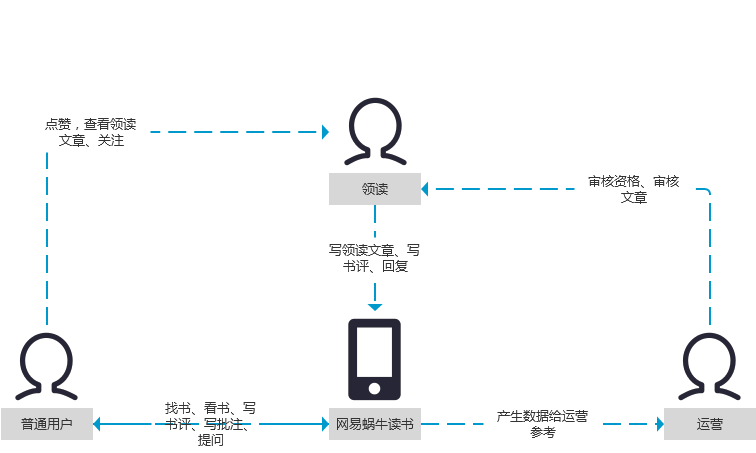 点赞，查看领读
文章、关注
领读
审核资格、审核
文章
写领读文章、写
书评、回复
找书、看书、写
书评、写批注、
提问
产生数据给运营
参考
普通用户
网易蜗牛读书
运营